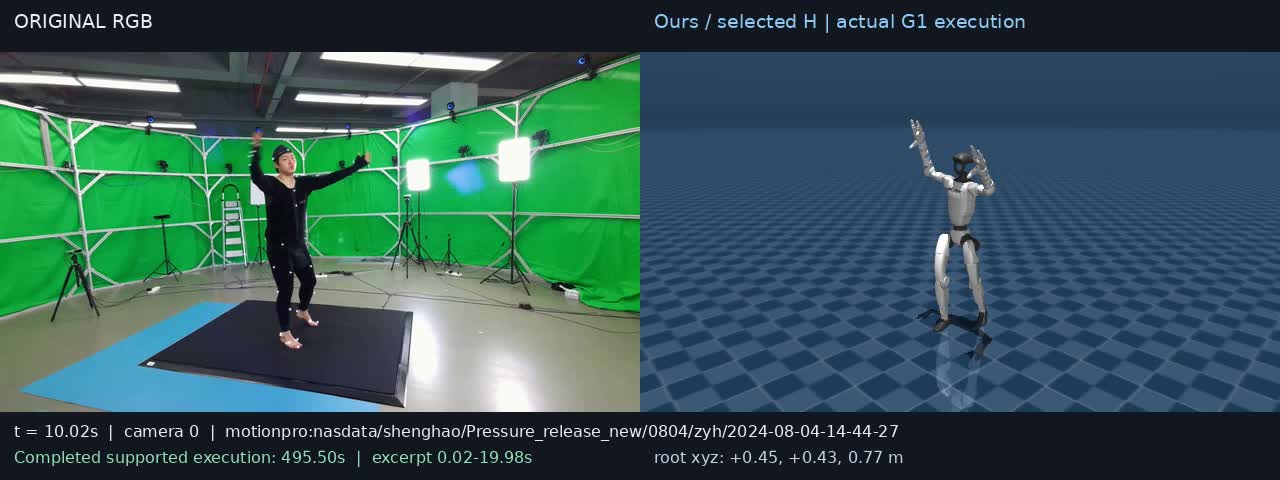 ORIGINAL RGB
Ours / selected H | actual G1 execution
t = 10.02s | camera 0 | motionpro:nasdata/shenghao/Pressure_release_new/0804/zyh/2024-08-04-14-44-27
Completed supported execution: 495.50s | excerpt 0.02-19.98s
root xyz: +0.45, +0.43, 0.77 m